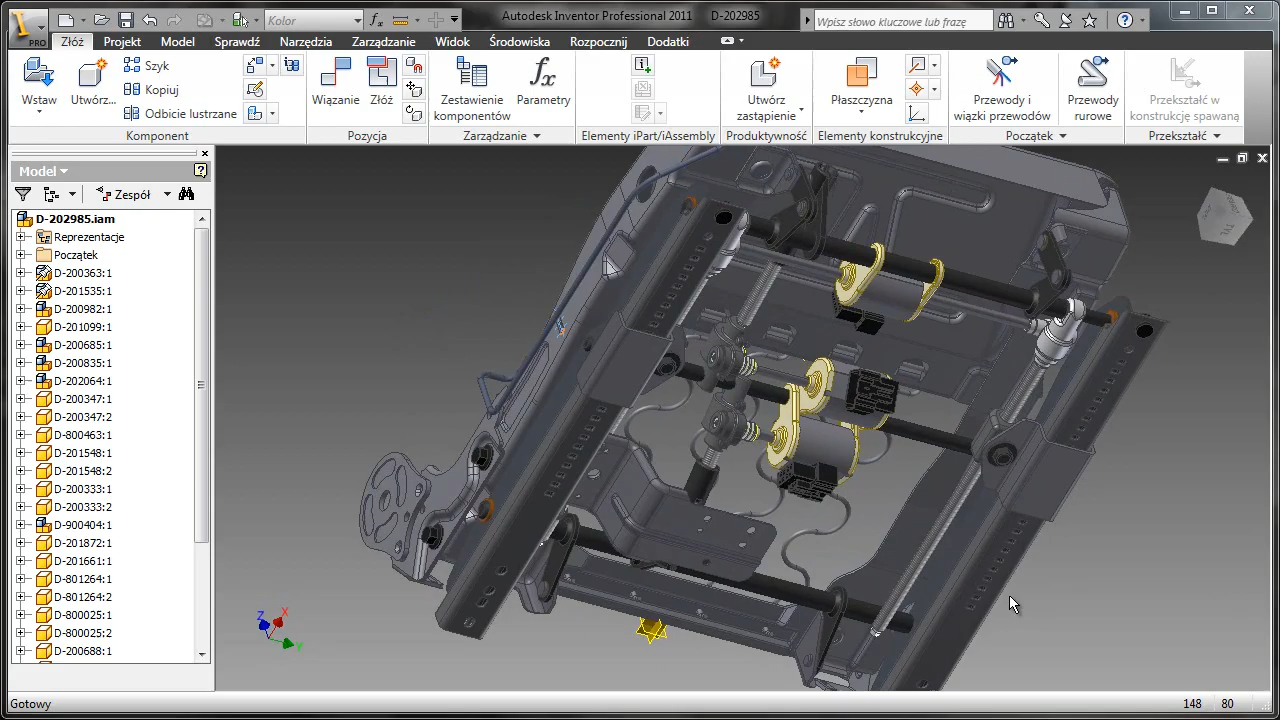 Autodesk Inventor Professional 2011 D-202985
Kolor
Wpisz słowo kluczowe lub frazę
PRO
Złóż Projekt Model Sprawdź Narzędzia Zarządzanie Widok Środowiska Rozpocznij Dodatki
Wstaw
Utwórz...
Szyk
Kopiuj
Odbicie lustrzane
Komponent
Wiązanie
Złóż
Pozycja
Zestawienie
komponentów
Parametry
Zarządzanie
Elementy iPart/iAssembly
Utwórz
zastąpienie
Produktywność
Płaszczyzna
Elementy konstrukcyjne
Przewody i
wiązki przewodów
Przewody
rurowe
Początek
Przekształć w
konstrukcję spawaną
Przekształć
Model
Zespół
D-202985.iam
Reprezentacje
Początek
D-200363:1
D-201535:1
D-200982:1
D-201099:1
D-200685:1
D-200835:1
D-202064:1
D-200347:1
D-200347:2
D-800463:1
D-201548:1
D-201548:2
D-200333:1
D-200333:2
D-900404:1
D-201872:1
D-201661:1
D-801264:1
D-801264:2
D-800025:1
D-800025:2
D-200688:1
Z X
Y
Gotowy
148 80